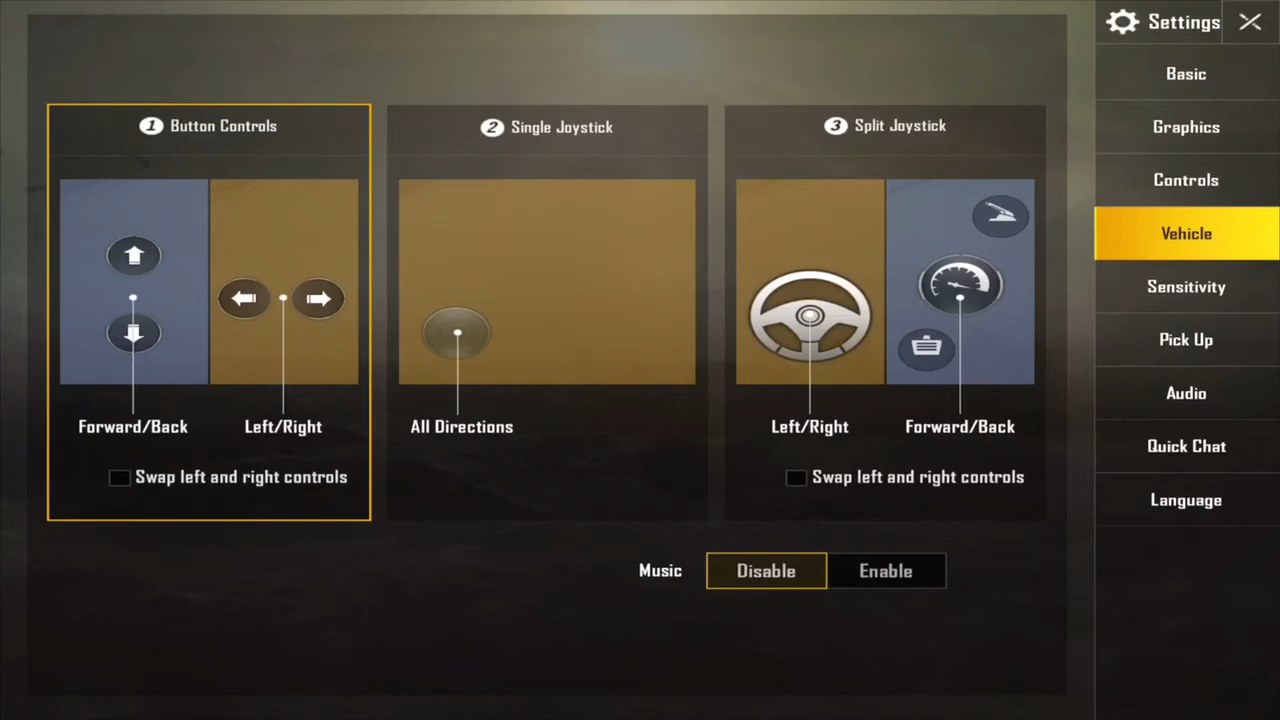 Settings
Basic
Graphics
Controls
Vehicle
Sensitivity
Pick Up
Audio
Quick Chat
Language
1 Button Controls
Forward/Back
Left/Right
Swap left and right controls
2 Single Joystick
All Directions
3 Split Joystick
Left/Right
Forward/Back
Swap left and right controls
Music
Disable
Enable